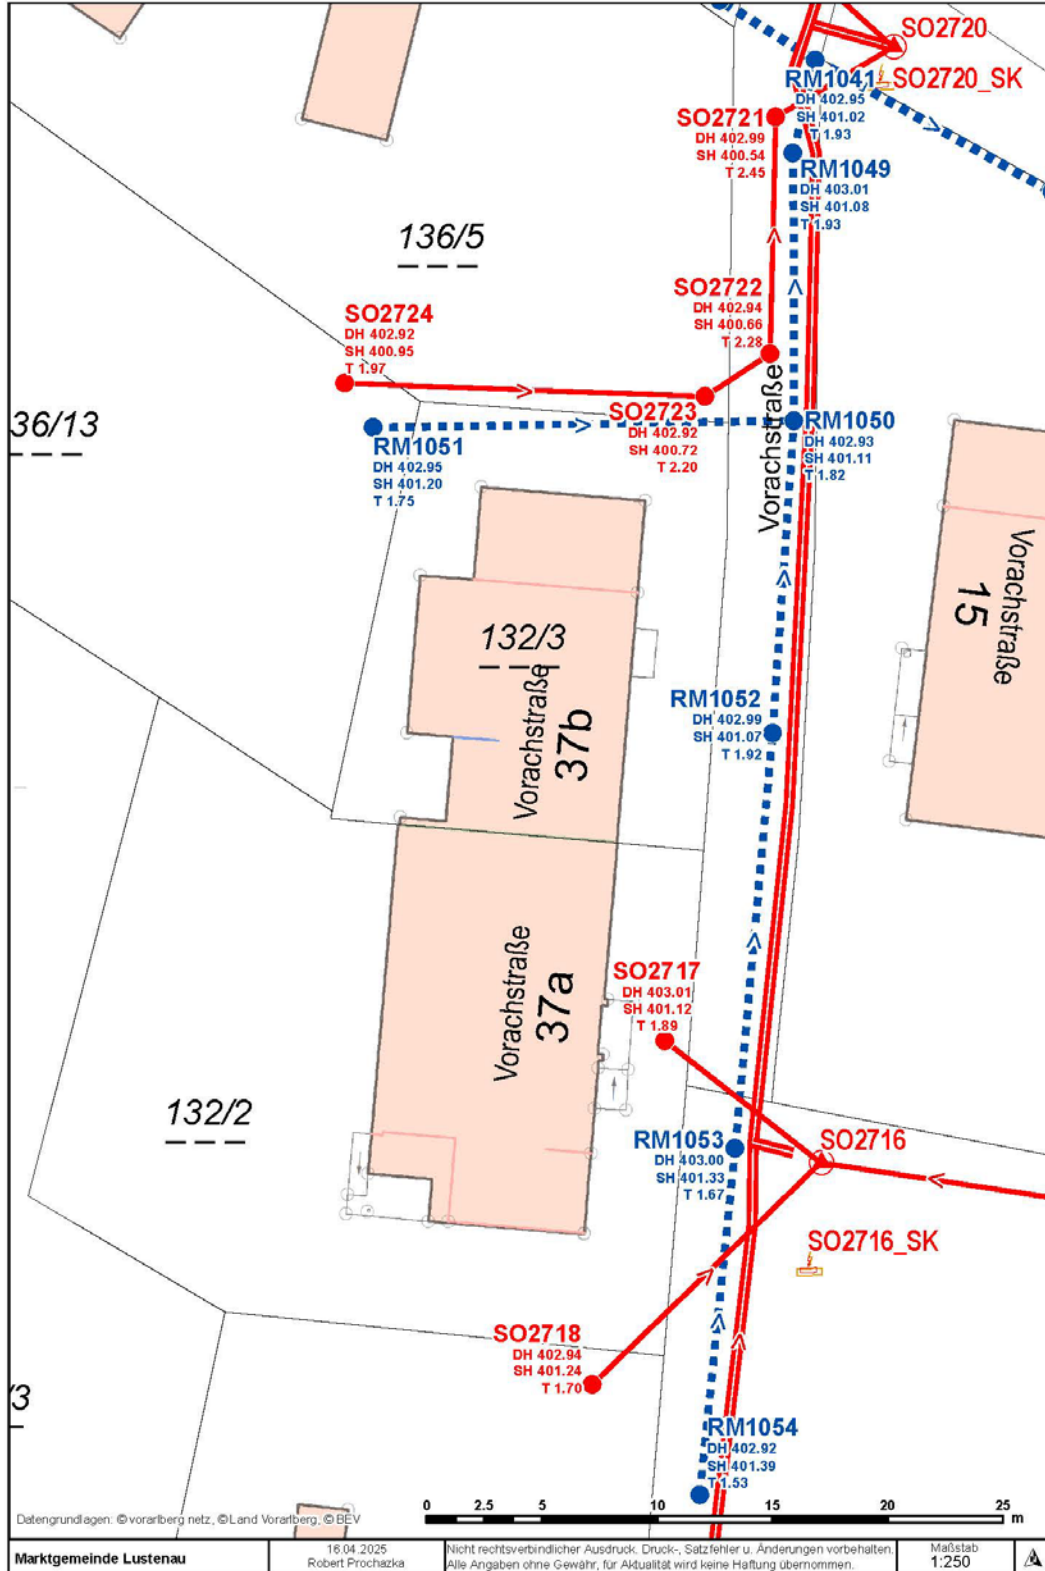 SO2720
RM1041
DH 402.95
SH 401.02
T 1.93
SO2720_SK
SO2721
DH 402.99
SH 400.54
T 2.45
RM1049
DH 403.01
SH 401.08
T 1.93
136/5
SO2722
DH 402.94
SH 400.66
T 2.28
SO2724
DH 402.92
SH 400.95
T 1.97
Vorachstraße
36/13
SO2723
DH 402.92
SH 400.72
T 2.20
RM1050
DH 402.93
SH 401.11
T 1.82
RM1051
DH 402.95
SH 401.20
T 1.75
Vorachstraße
15
132/3
Vorachstraße
37b
RM1052
DH 402.99
SH 401.07
T 1.92
Vorachstraße
37a
SO2717
DH 403.01
SH 401.12
T 1.89
132/2
RM1053
DH 403.00
SH 401.33
T 1.67
SO2716
SO2716_SK
SO2718
DH 402.94
SH 401.24
T 1.70
/3
RM1054
DH 402.92
SH 401.39
T 1.53
0 2.5 5 10 15 20 25
m
Datengrundlagen: © vorarlberg netz, © Land Vorarlberg, © BEV
Marktgemeinde Lustenau
16.04.2025
Robert Prochazka
Nicht rechtsverbindlicher Ausdruck. Druck-, Satzfehler u. Änderungen vorbehalten.
Alle Angaben ohne Gewähr, für Aktualität wird keine Haftung übernommen.
Maßstab
1:250